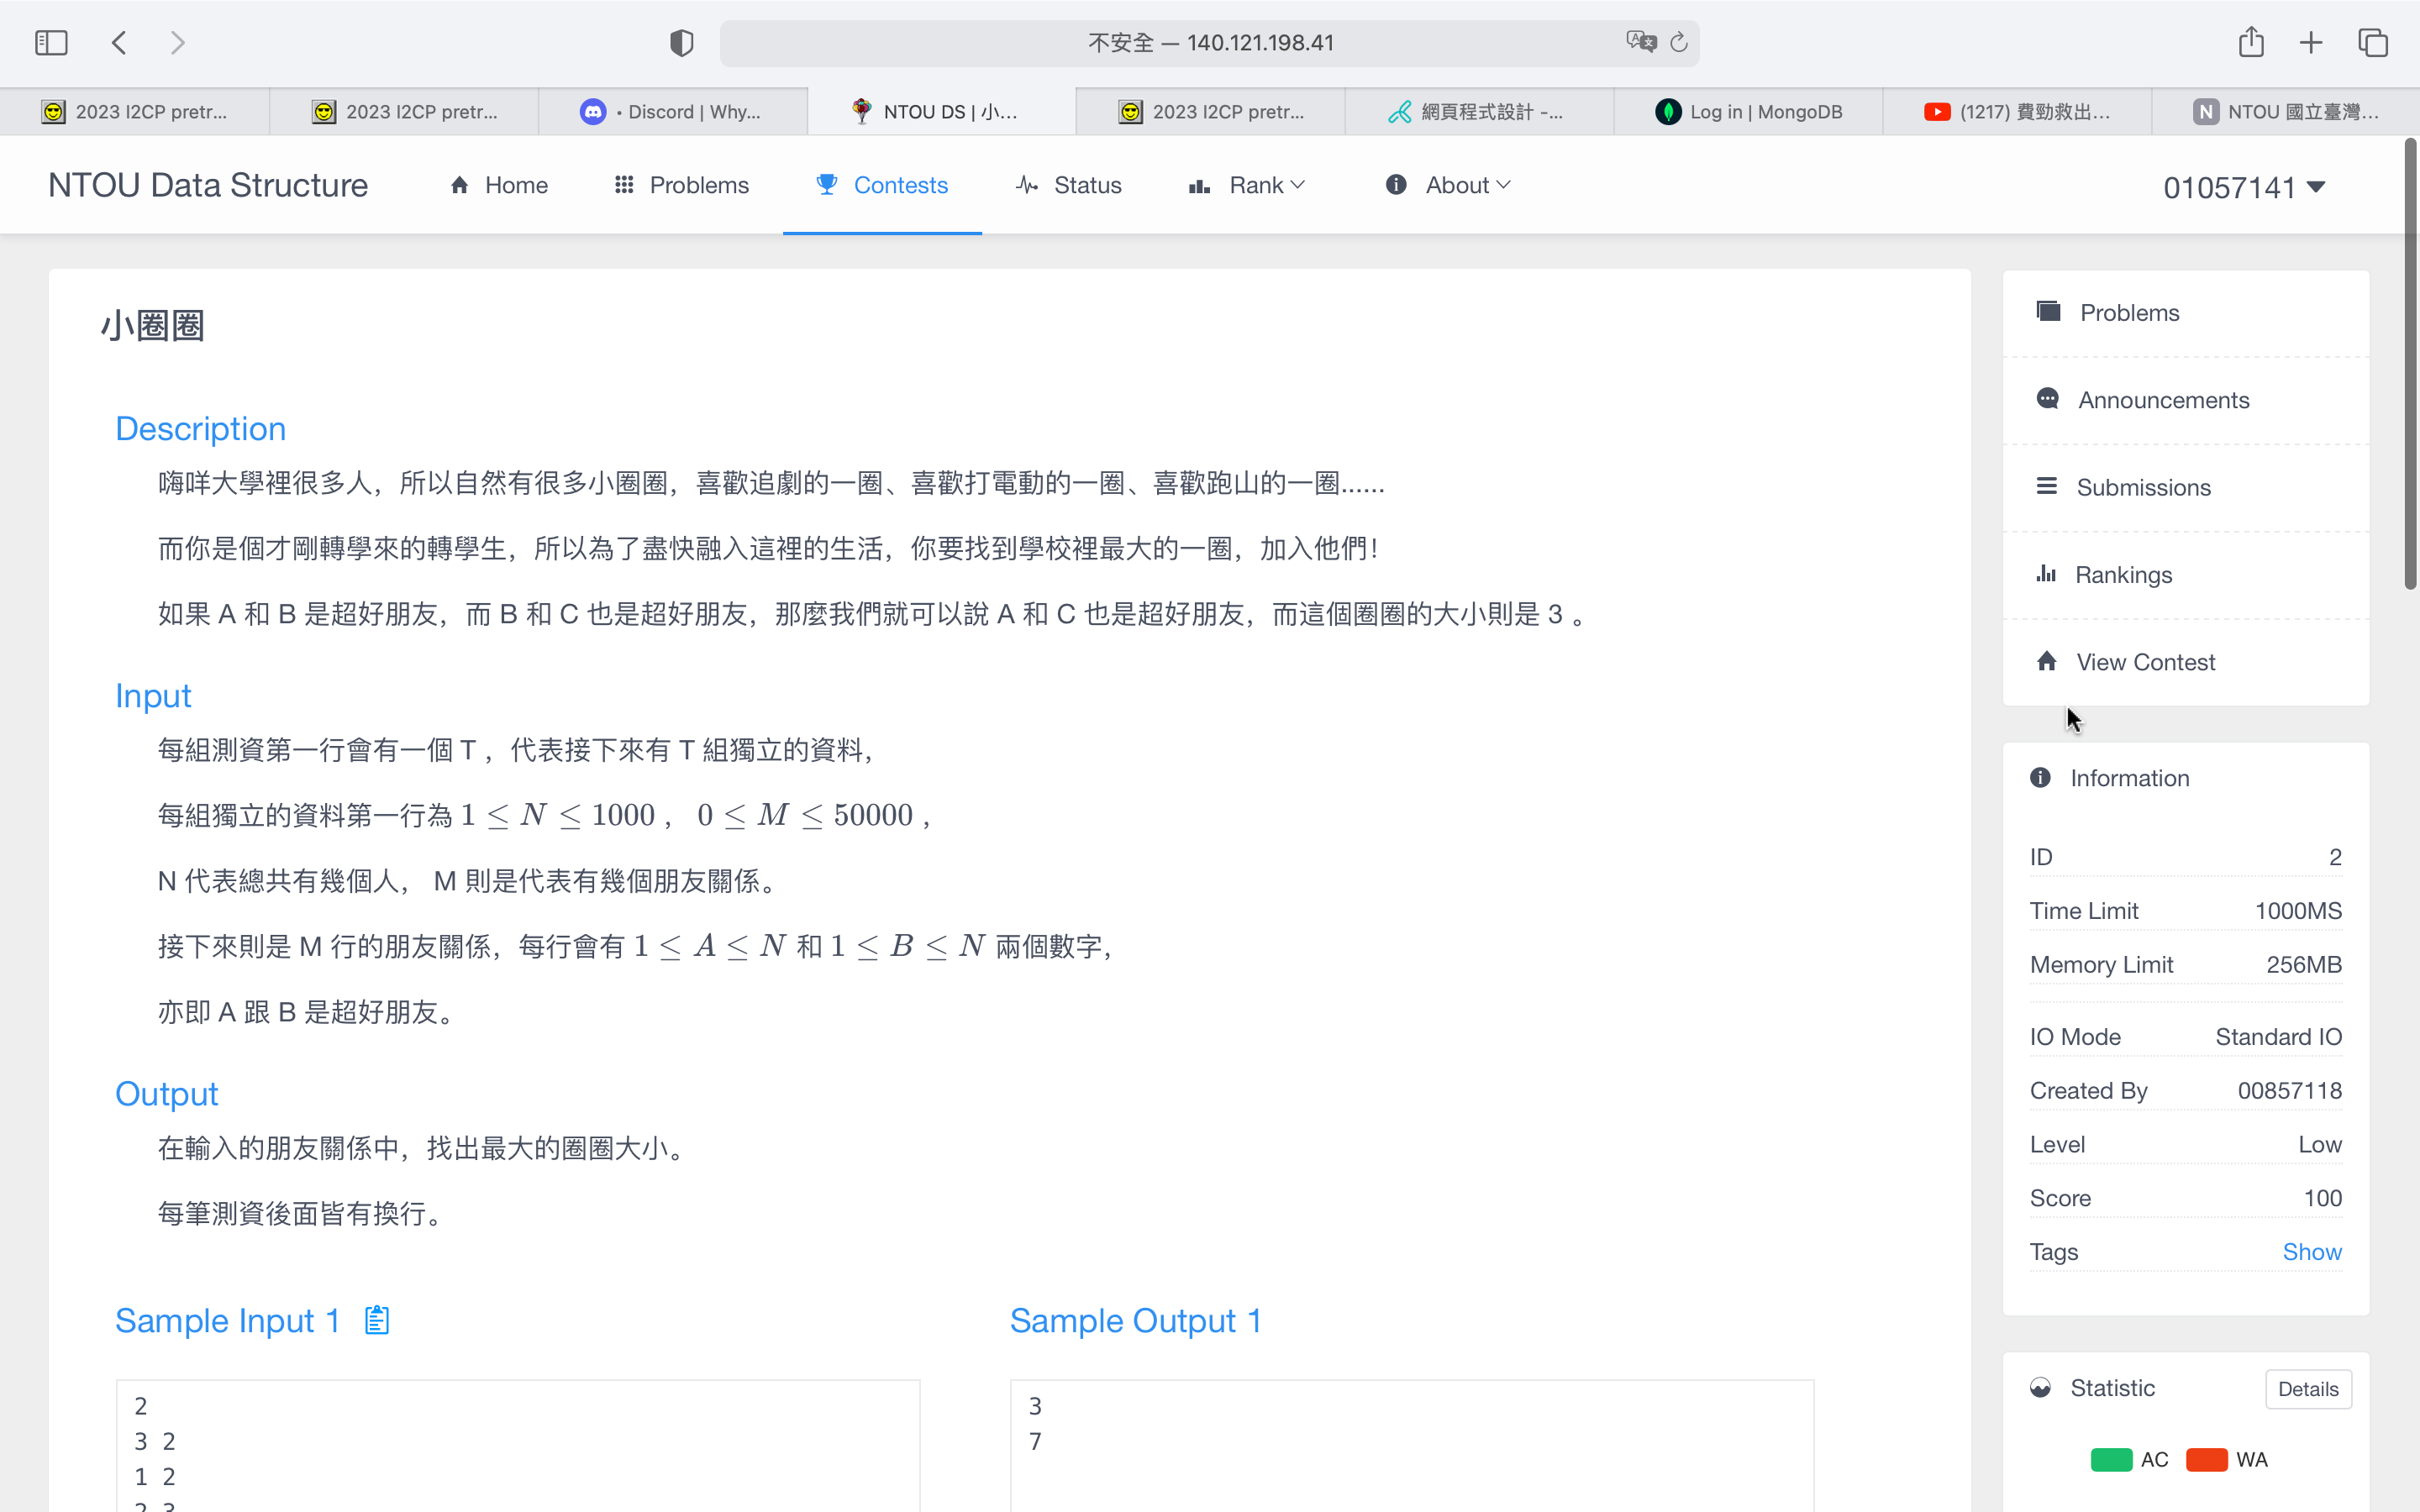 不安全 — 140.121.198.41
2023 I2CP pretr...
2023 I2CP pretr...
• Discord | Why...
NTOU DS | 小...
2023 I2CP pretr...
網頁程式設計 -...
Log in | MongoDB
(1217) 費勁救出...
N NTOU 國立臺灣...
NTOU Data Structure
Home
Problems
Contests
Status
Rank
About
01057141
小圈圈
Description
嗨咩大學裡很多人，所以自然有很多小圈圈，喜歡追劇的一圈、喜歡打電動的一圈、喜歡跑山的一圈......
而你是個才剛轉學來的轉學生，所以為了盡快融入這裡的生活，你要找到學校裡最大的一圈，加入他們！
如果 A 和 B 是超好朋友，而 B 和 C 也是超好朋友，那麼我們就可以說 A 和 C 也是超好朋友，而這個圈圈的大小則是 3 。
Input
每組測資第一行會有一個 T ，代表接下來有 T 組獨立的資料，
每組獨立的資料第一行為 1 ≤ N ≤ 1000 ， 0 ≤ M ≤ 50000 ，
N 代表總共有幾個人， M 則是代表有幾個朋友關係。
接下來則是 M 行的朋友關係，每行會有 1 ≤ A ≤ N 和 1 ≤ B ≤ N 兩個數字，
亦即 A 跟 B 是超好朋友。
Output
在輸入的朋友關係中，找出最大的圈圈大小。
每筆測資後面皆有換行。
Sample Input 1
2
3 2
1 2
2 3
Sample Output 1
3
7
Problems
Announcements
Submissions
Rankings
View Contest
Information
ID 2
Time Limit 1000MS
Memory Limit 256MB
IO Mode Standard IO
Created By 00857118
Level Low
Score 100
Tags Show
Statistic Details
AC WA